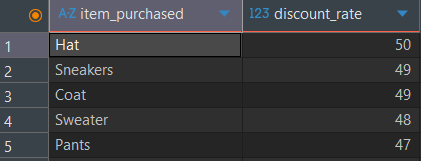 A-Z item_purchased 123 discount_rate
1 Hat 50
2 Sneakers 49
3 Coat 49
4 Sweater 48
5 Pants 47